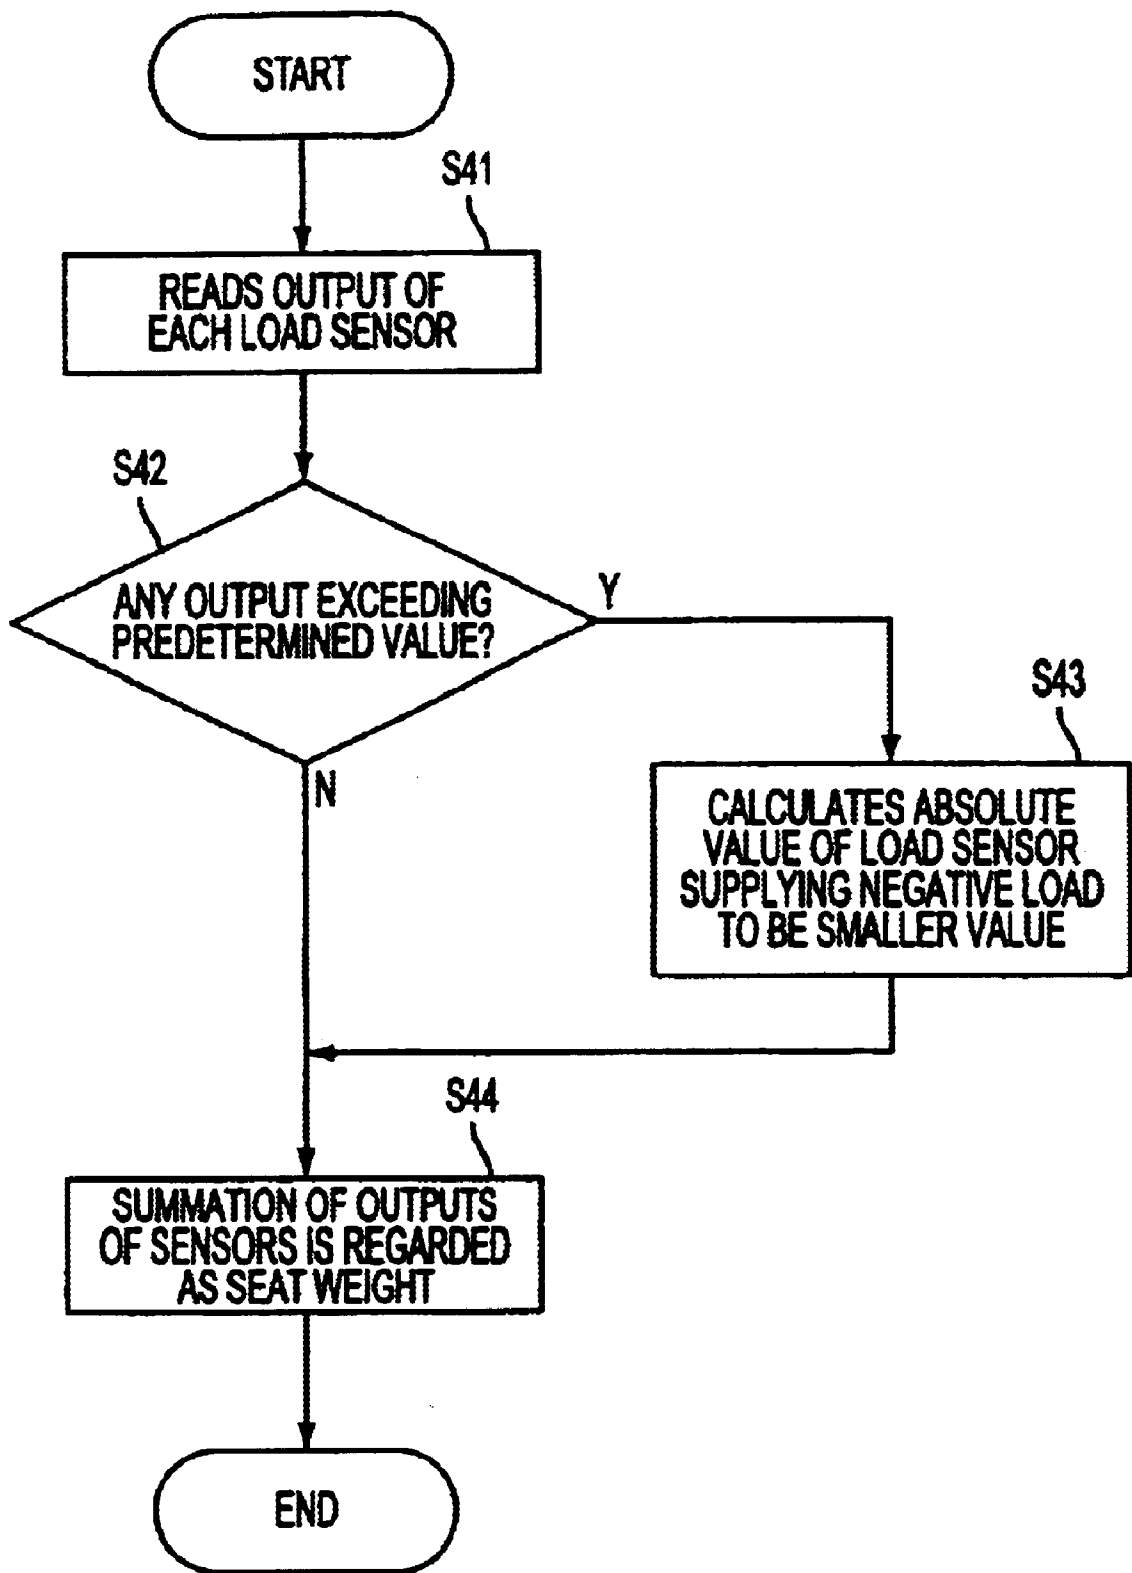 START
S41
READS OUTPUT OF
EACH LOAD SENSOR
S42
ANY OUTPUT EXCEEDING
PREDETERMINED VALUE?
Y
N
S43
CALCULATES ABSOLUTE
VALUE OF LOAD SENSOR
SUPPLYING NEGATIVE LOAD
TO BE SMALLER VALUE
S44
SUMMATION OF OUTPUTS
OF SENSORS IS REGARDED
AS SEAT WEIGHT
END